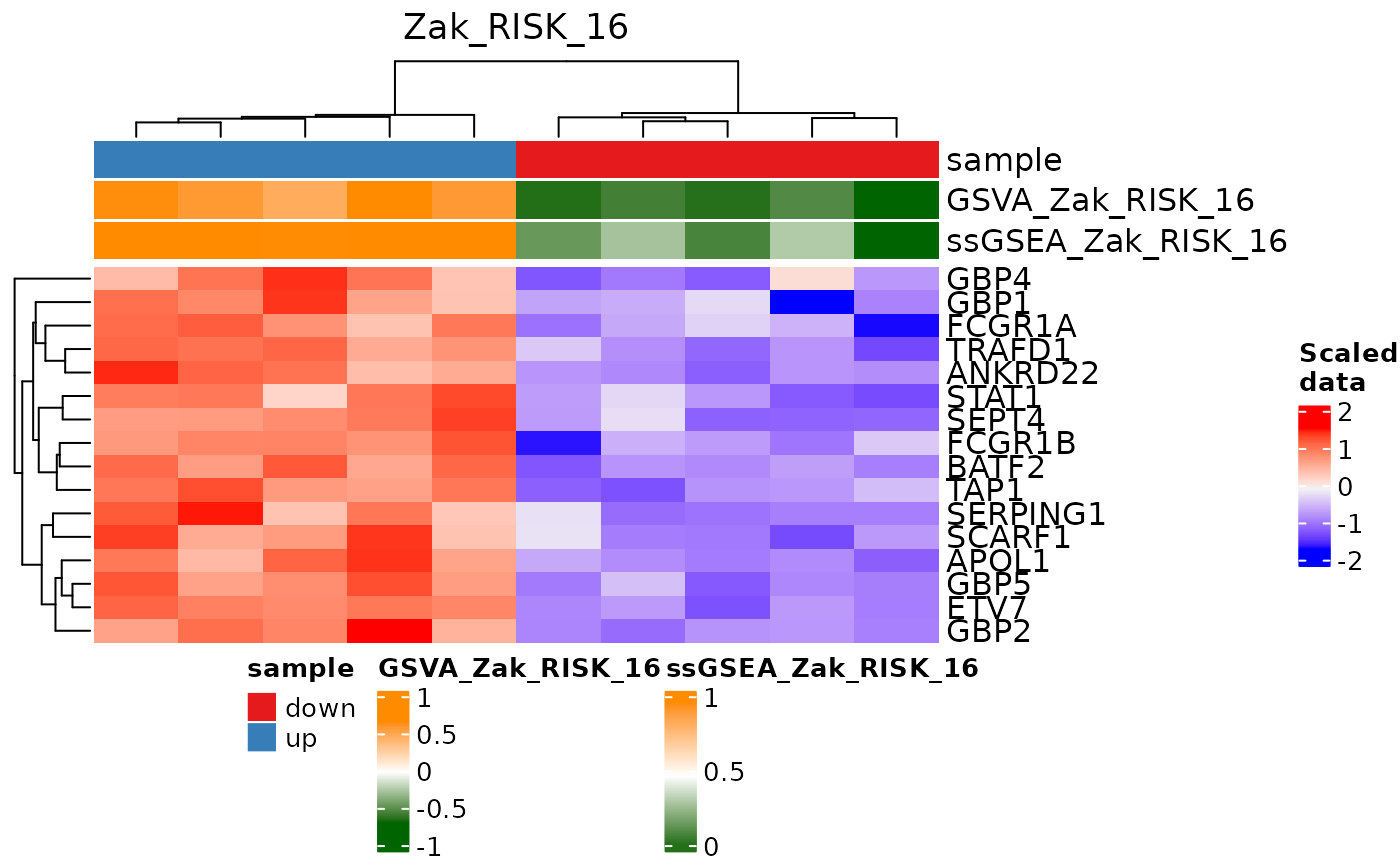 Zak_RISK_16
sample
GSVA_Zak_RISK_16
ssGSEA_Zak_RISK_16
GBP4
GBP1
FCGR1A
TRAFD1
ANKRD22
STAT1
SEPT4
FCGR1B
BATF2
TAP1
SERPING1
SCARF1
APOL1
GBP5
ETV7
GBP2
Scaled
data
2
1
0
-1
-2
sample
down
up
GSVA_Zak_RISK_16
1
0.5
0
-0.5
-1
ssGSEA_Zak_RISK_16
1
0.5
0